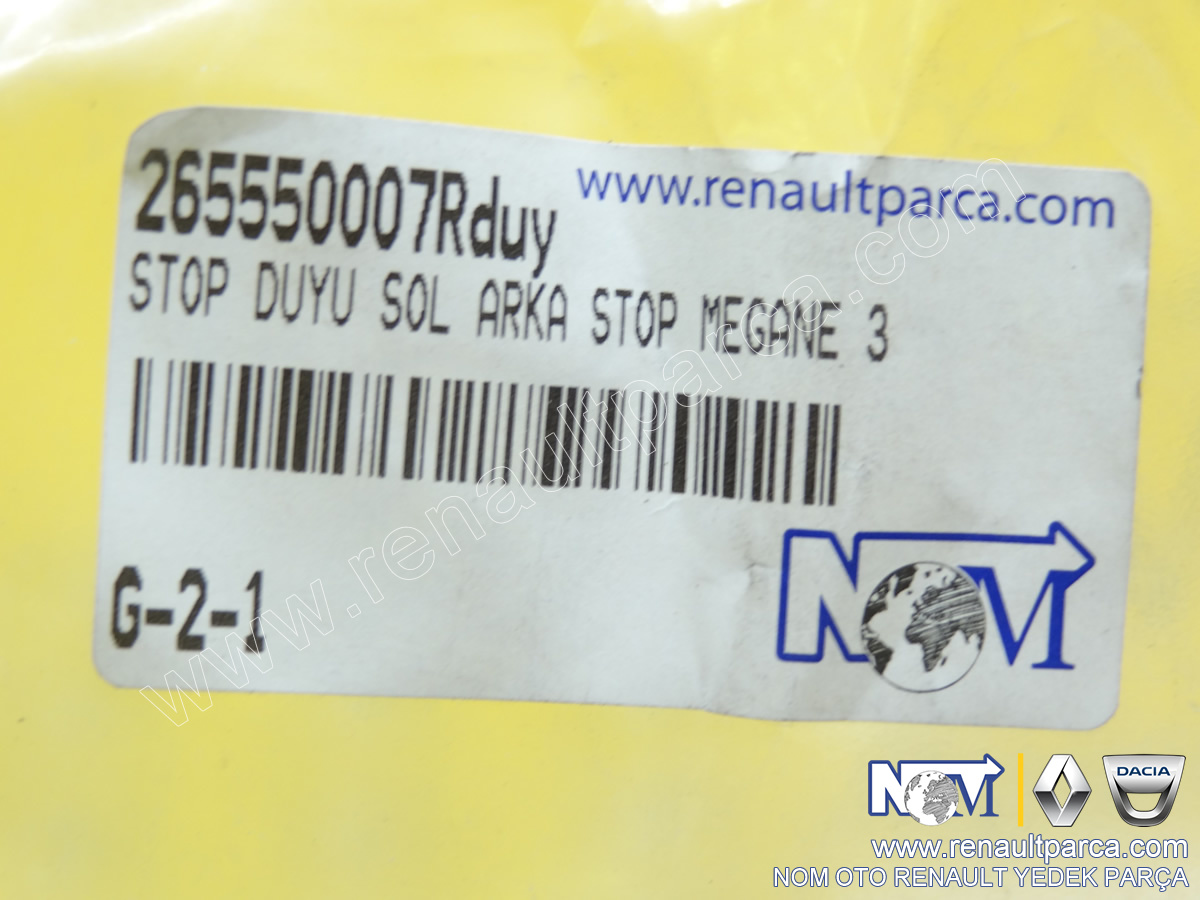 265550007Rduy
www.renaultparca.com
STOP DUYU SOL ARKA STOP MEGANE 3
G-2-1
NOM
www.renaultparca.com
NOM
DACIA
www.renaultparca.com
NOM OTO RENAULT YEDEK PARÇA